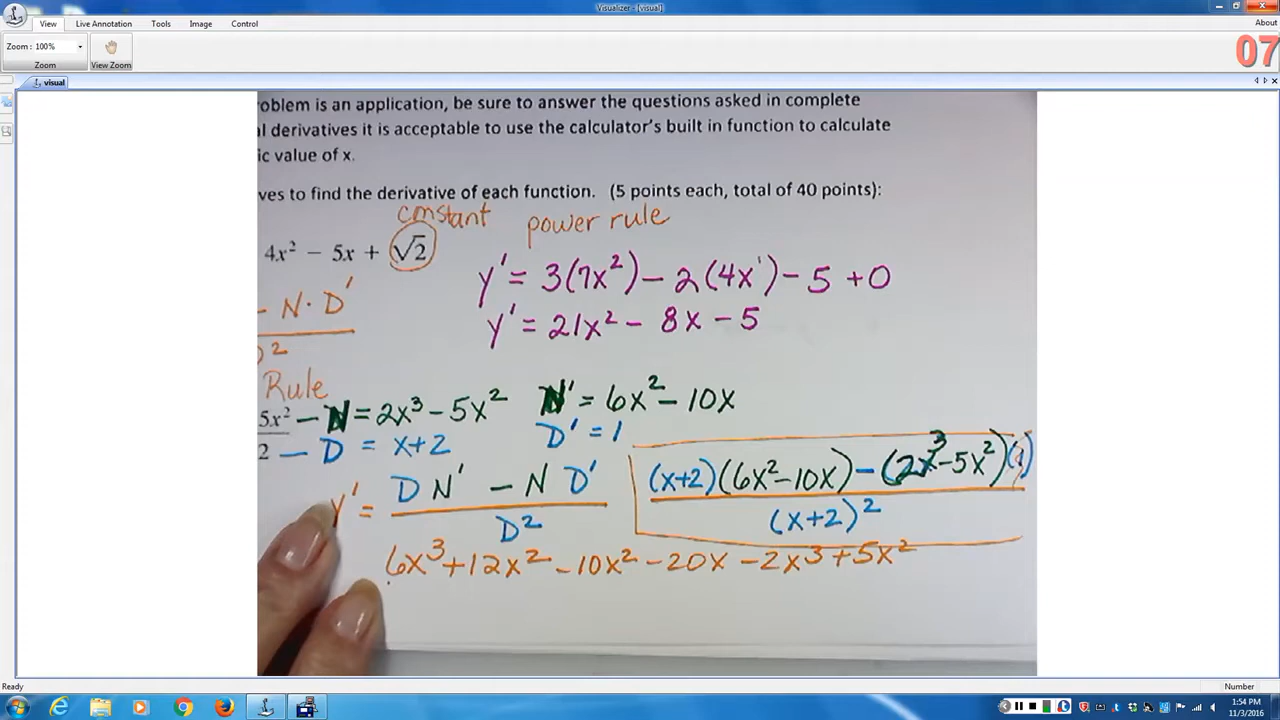 Visualizer - [visual]
View Live Annotation Tools Image Control About
Zoom : 100%
Zoom View Zoom
07
visual
oblem is an application, be sure to answer the questions asked in complete
al derivatives it is acceptable to use the calculator's built in function to calculate
ic value of x.
ves to find the derivative of each function. (5 points each, total of 40 points):
constant power rule
4x² − 5x + √2
y' = 3(7x²) − 2(4x¹) − 5 + 0
− N · D'
D²
y' = 21x² − 8x − 5
Rule
5x² − N = 2x³ − 5x² N' = 6x² − 10x
2 − D = x+2 D' = 1
y' = (D N' − N D') / D² ((x+2)(6x²−10x) − (2x³−5x²)(1)) / (x+2)²
6x³ + 12x² − 10x² − 20x − 2x³ + 5x²
Ready Number
1:54 PM
11/3/2016